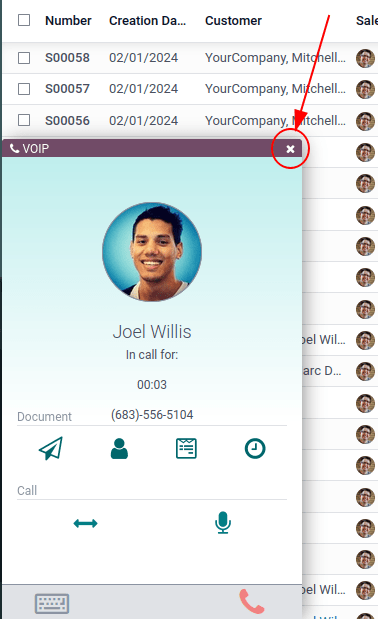 Number Creation Da... Customer Sale
S00058 02/01/2024 YourCompany, Mitchell...
S00057 02/01/2024 YourCompany, Mitchell...
S00056 02/01/2024 YourCompany, Mitchell...
VOIP
Joel Willis
In call for:
oel Wil...
arc D...
00:03
Document (683)-556-5104
Call
oel Wil...